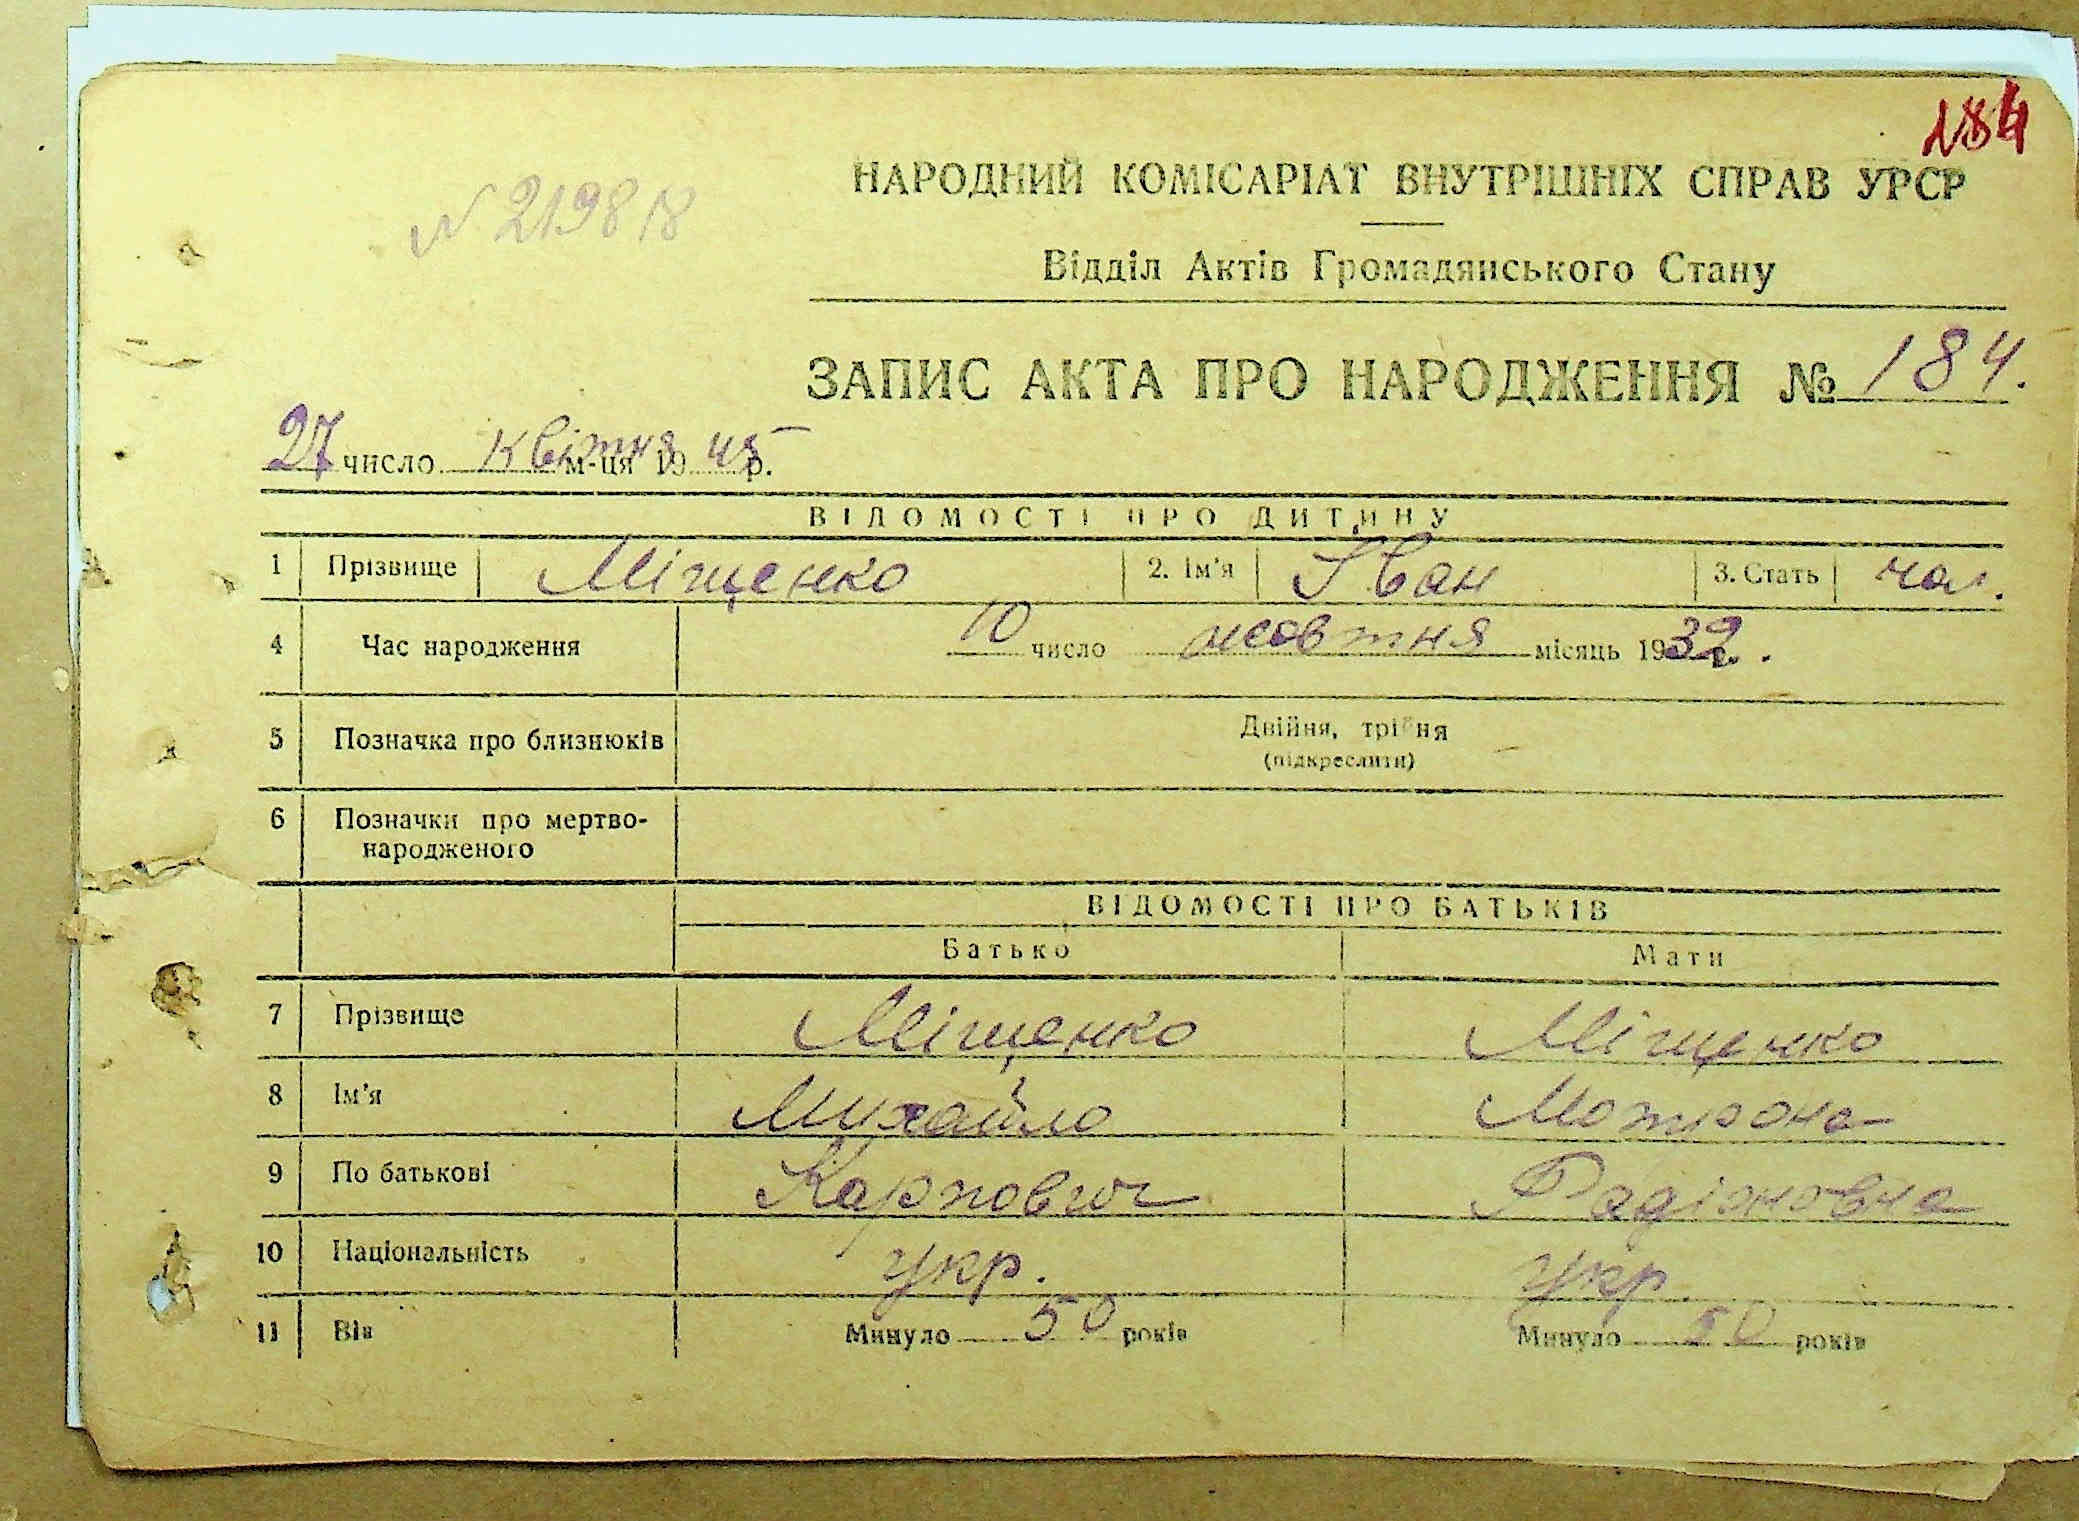 184
№ 219818
НАРОДНИЙ КОМІСАРІАТ ВНУТРІШНІХ СПРАВ УРСР
Відділ Актів Громадянського Стану
ЗАПИС АКТА ПРО НАРОДЖЕННЯ № 184.
27 число квітня м-ця 1945 р.
ВІДОМОСТІ ПРО ДИТИНУ
1 Прізвище Міщенко 2. Ім'я Іван 3. Стать чол.
4 Час народження 10 число жовтня місяць 1932.
5 Позначка про близнюків Двійня, трійня
(підкреслити)
6 Позначки про мертво-
народженого
ВІДОМОСТІ ПРО БАТЬКІВ
Батько Мати
7 Прізвище Міщенко Міщенко
8 Ім'я Михайло Мотрона
9 По батькові Карпович
10 Національність укр. укр.
11 Вік Минуло 50 років Минуло 50 років